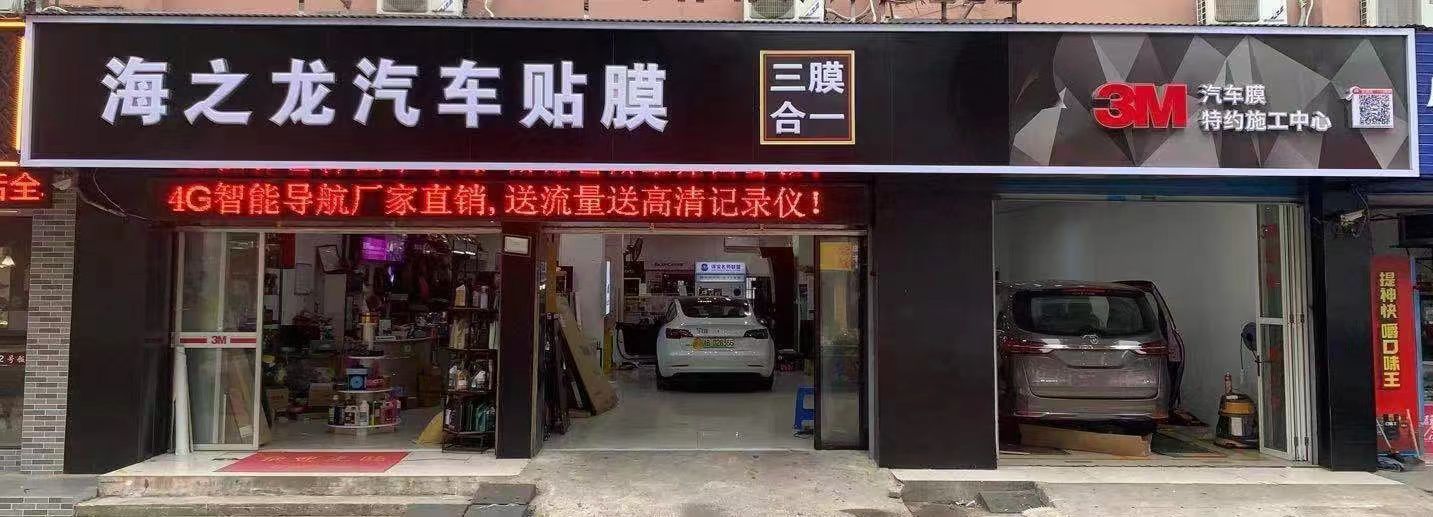 海之龙汽车贴膜
三膜
合一
3M
汽车膜
特约施工中心
4G智能导航厂家直销,送流量送高清记录仪!
3M
提神快 嚼口味王